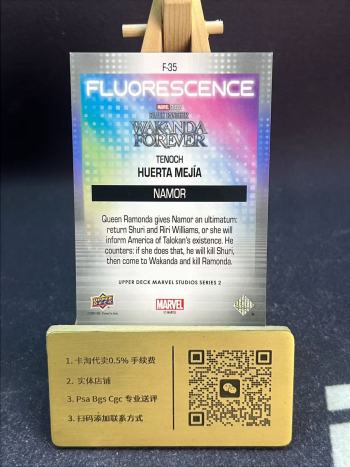 F-35
FLUORESCENCE
MARVEL STUDIOS
BLACK PANTHER
WAKANDA
FOREVER
TENOCH
HUERTA MEJÍA
NAMOR
Queen Ramonda gives Namor an ultimatum:
return Shuri and Riri Williams, or she will
inform America of Talokan's existence. He
counters: if she does that, he will kill Shuri,
then come to Wakanda and kill Ramonda.
UPPER DECK MARVEL STUDIOS SERIES 2
UPPER DECK
MARVEL
© MARVEL
1.卡淘代卖0.5% 手续费
2. 实体店铺
3. Psa Bgs Cgc 专业送评
3. 扫码添加联系方式